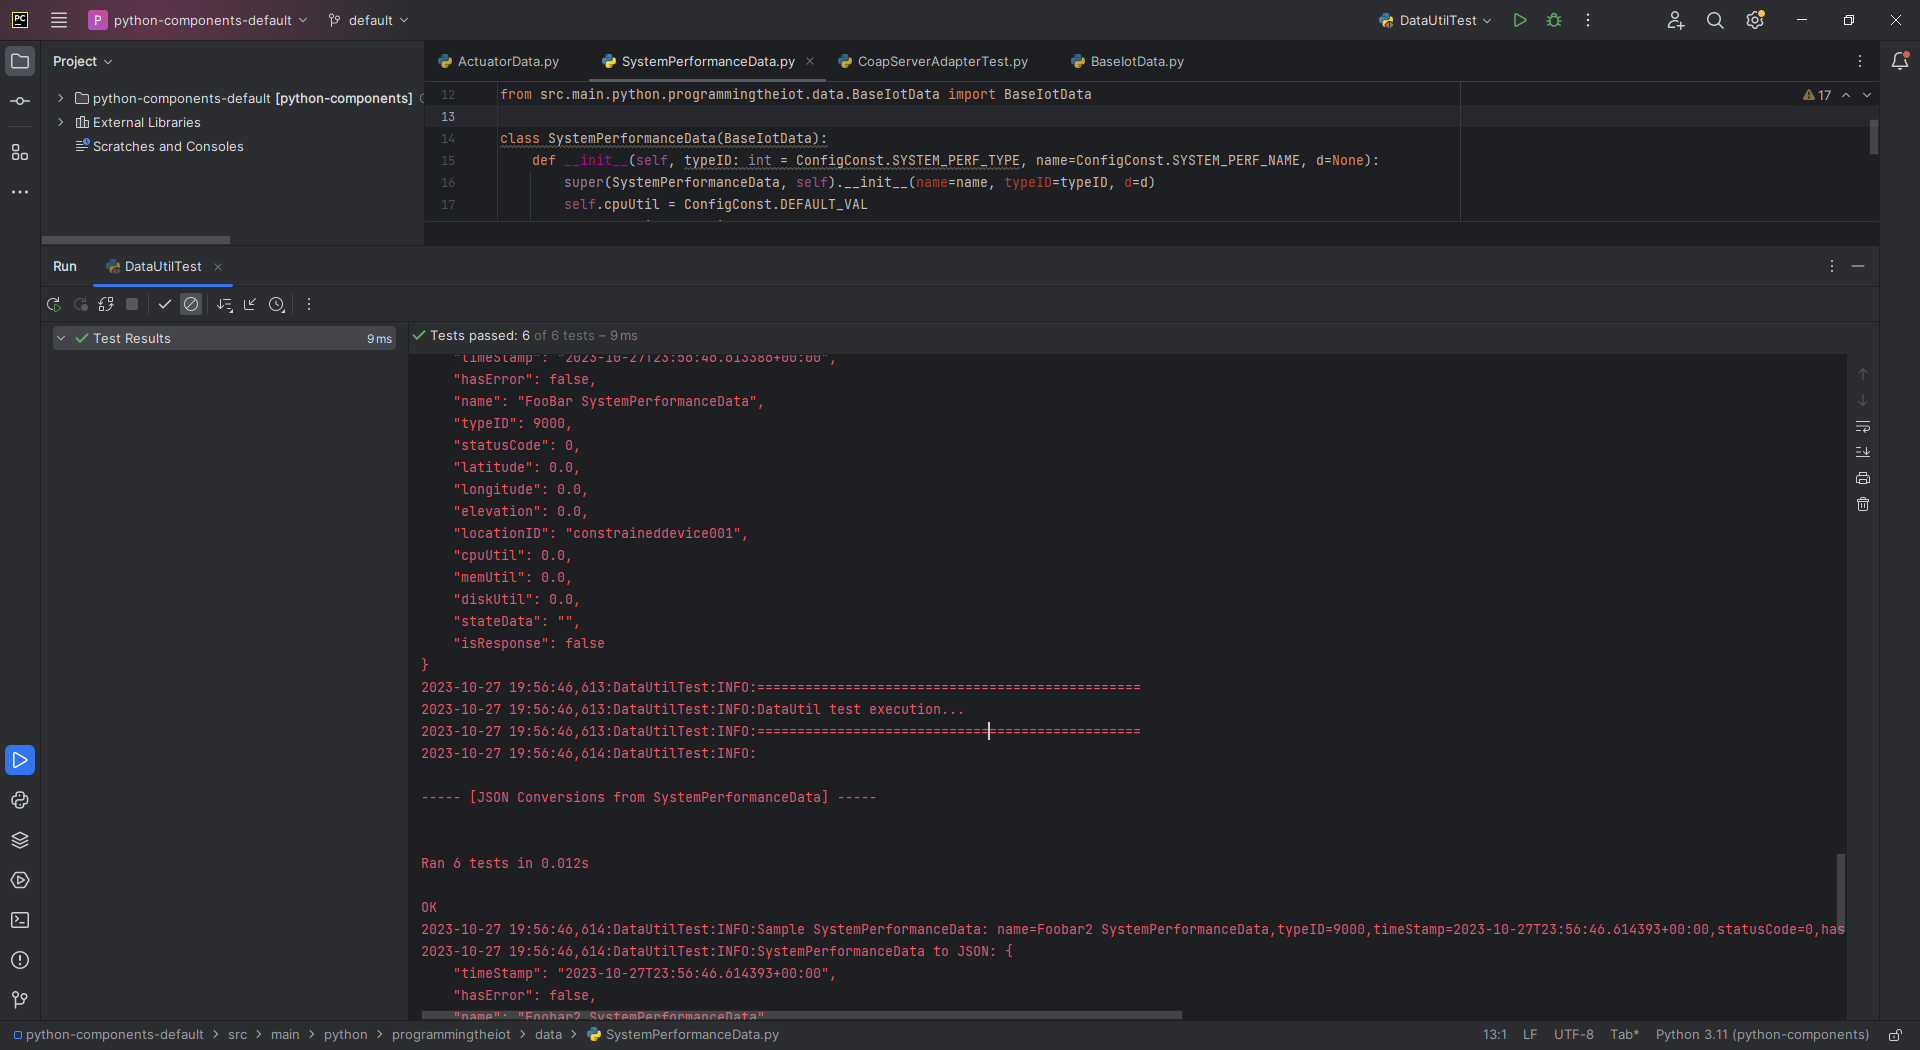 PC
P python-components-default
default
DataUtilTest
Project
ActuatorData.py
SystemPerformanceData.py
CoapServerAdapterTest.py
BaseIotData.py
python-components-default [python-components]
External Libraries
Scratches and Consoles
12 from src.main.python.programmingtheiot.data.BaseIotData import BaseIotData
17
13
14 class SystemPerformanceData(BaseIotData):
15 def __init__(self, typeID: int = ConfigConst.SYSTEM_PERF_TYPE, name=ConfigConst.SYSTEM_PERF_NAME, d=None):
16 super(SystemPerformanceData, self).__init__(name=name, typeID=typeID, d=d)
17 self.cpuUtil = ConfigConst.DEFAULT_VAL
Run
DataUtilTest
Test Results 9 ms
Tests passed: 6 of 6 tests – 9 ms
"timeStamp": "2023-10-27T23:56:46.613386+00:00",
"hasError": false,
"name": "FooBar SystemPerformanceData",
"typeID": 9000,
"statusCode": 0,
"latitude": 0.0,
"longitude": 0.0,
"elevation": 0.0,
"locationID": "constraineddevice001",
"cpuUtil": 0.0,
"memUtil": 0.0,
"diskUtil": 0.0,
"stateData": "",
"isResponse": false
}
2023-10-27 19:56:46,613:DataUtilTest:INFO:================================================
2023-10-27 19:56:46,613:DataUtilTest:INFO:DataUtil test execution...
2023-10-27 19:56:46,613:DataUtilTest:INFO:================================================
2023-10-27 19:56:46,614:DataUtilTest:INFO:
----- [JSON Conversions from SystemPerformanceData] -----
Ran 6 tests in 0.012s
OK
2023-10-27 19:56:46,614:DataUtilTest:INFO:Sample SystemPerformanceData: name=Foobar2 SystemPerformanceData,typeID=9000,timeStamp=2023-10-27T23:56:46.614393+00:00,statusCode=0,has
2023-10-27 19:56:46,614:DataUtilTest:INFO:SystemPerformanceData to JSON: {
"timeStamp": "2023-10-27T23:56:46.614393+00:00",
"hasError": false,
"name": "Foobar2 SystemPerformanceData"
python-components-default > src > main > python > programmingtheiot > data > SystemPerformanceData.py
13:1 LF UTF-8 Tab* Python 3.11 (python-components)